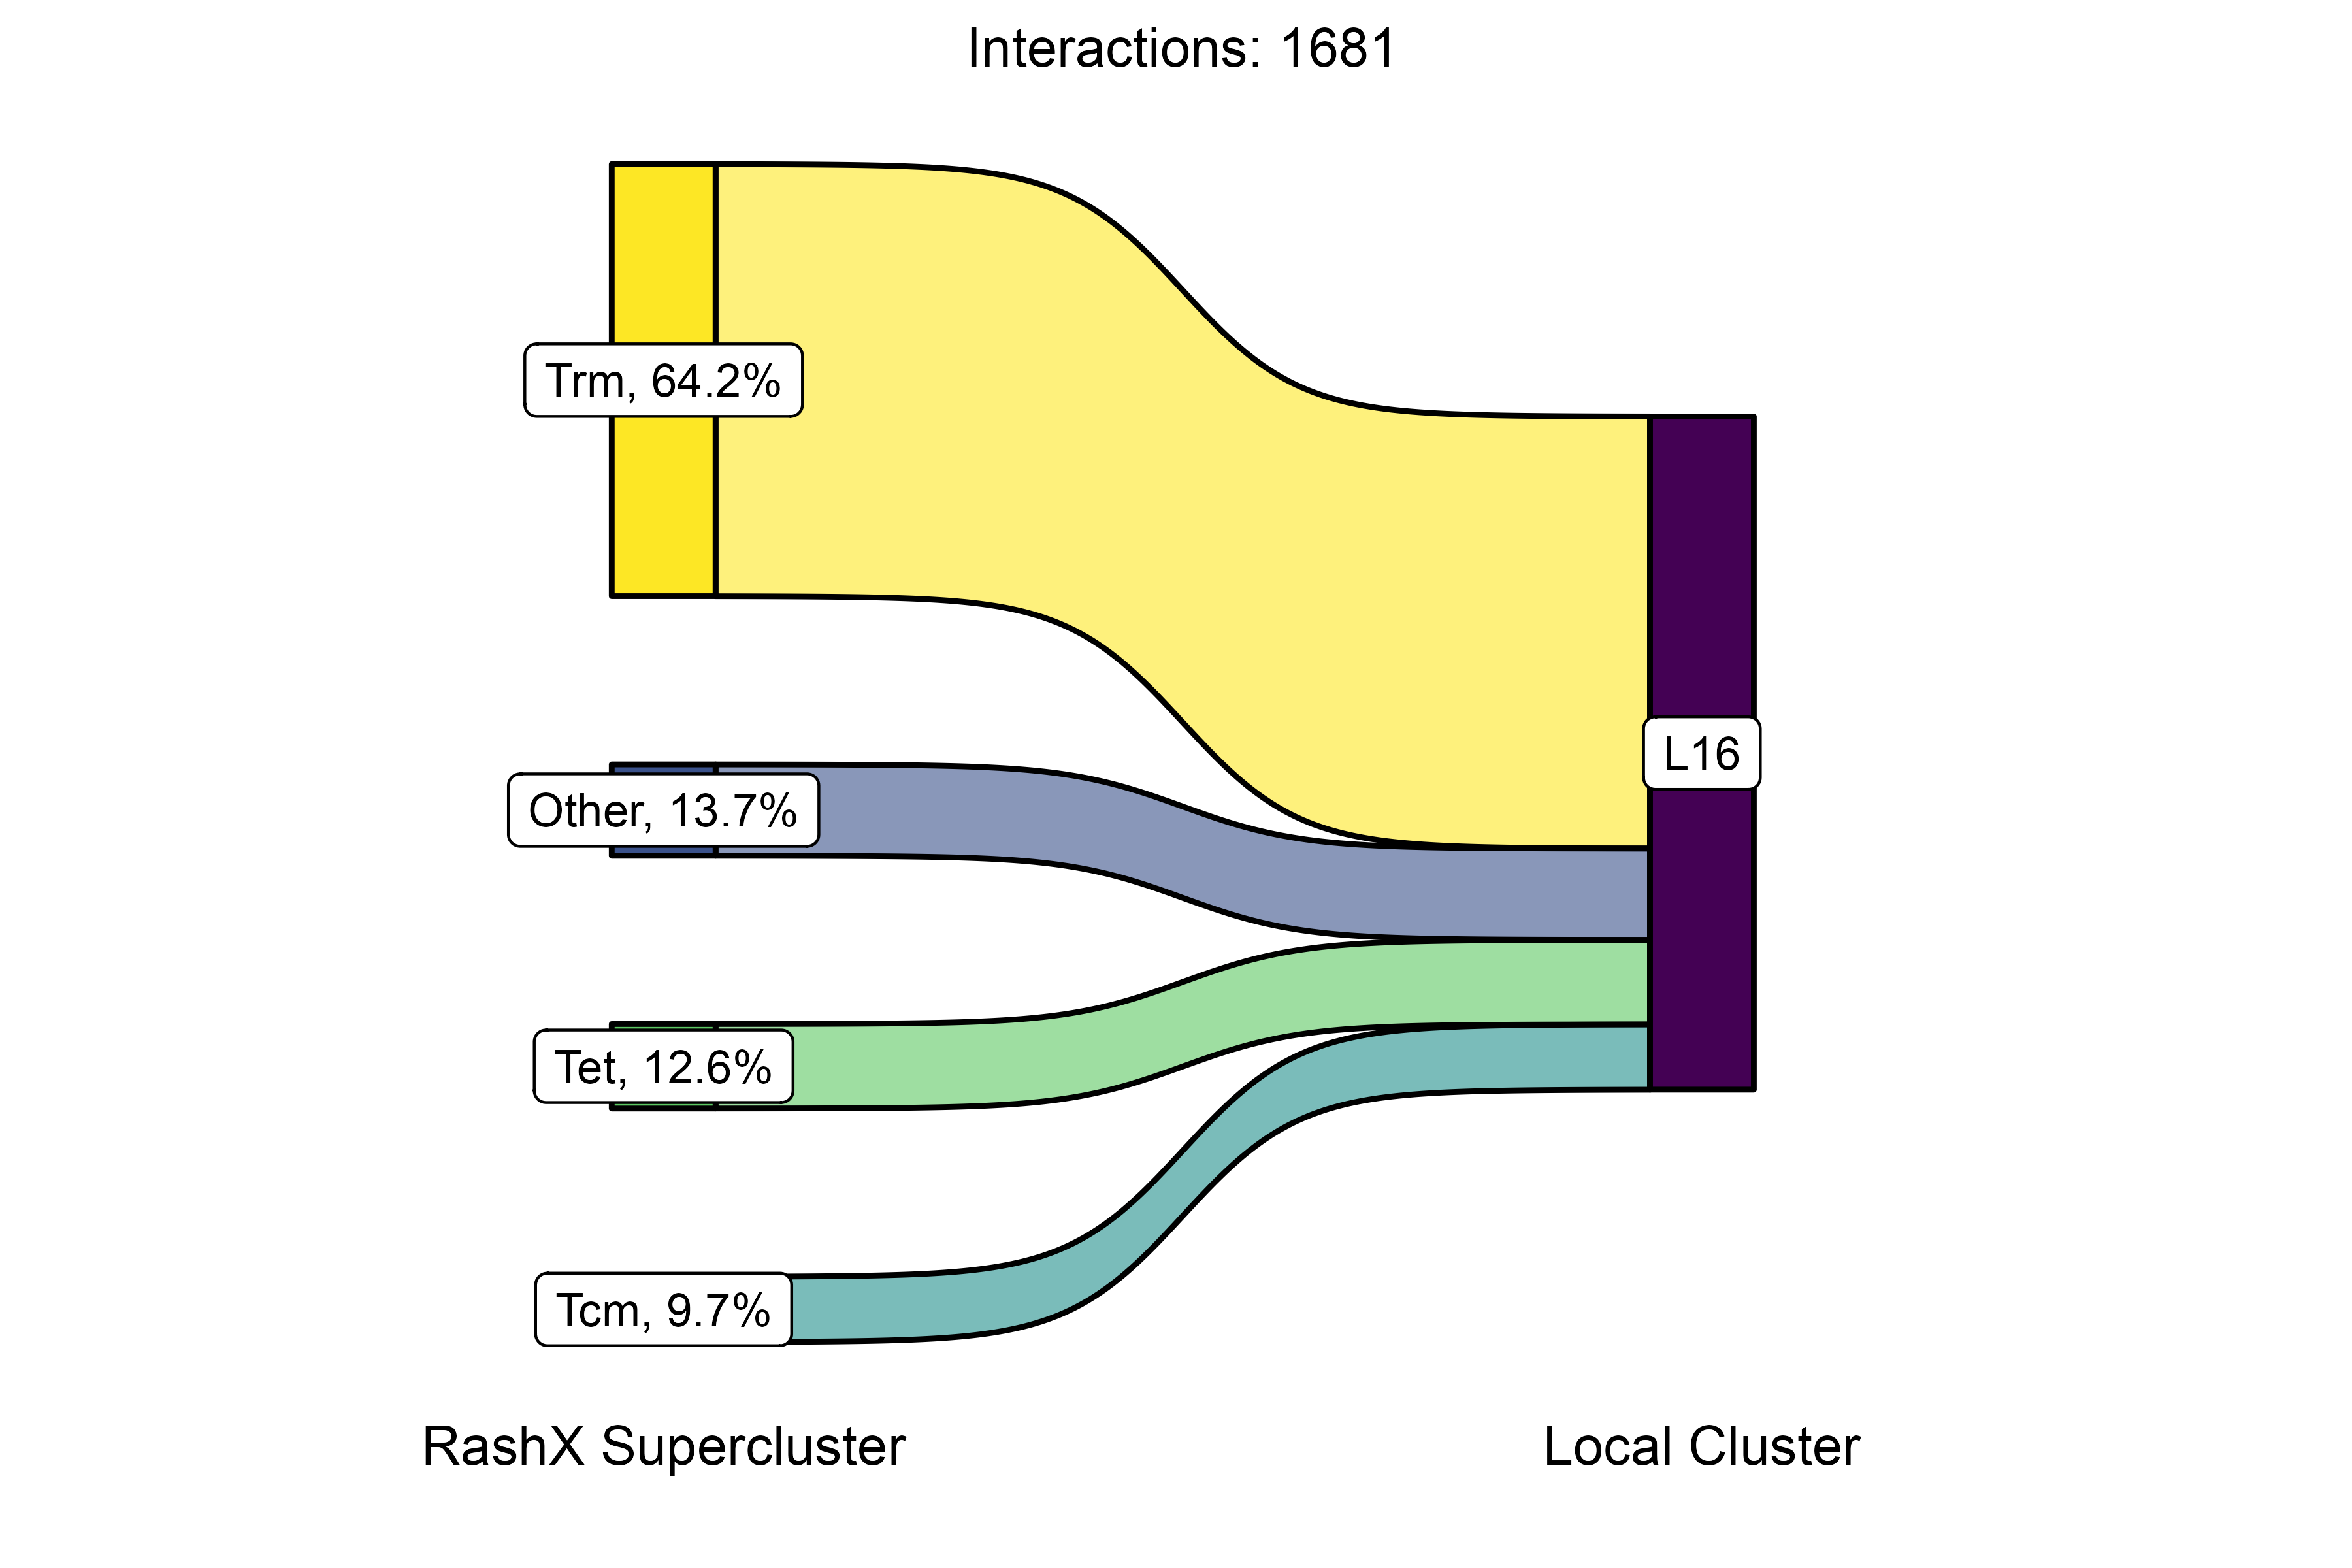 Interactions: 1681
Trm, 64.2%
L16
Other, 13.7%
Tet, 12.6%
Tcm, 9.7%
RashX Supercluster
Local Cluster